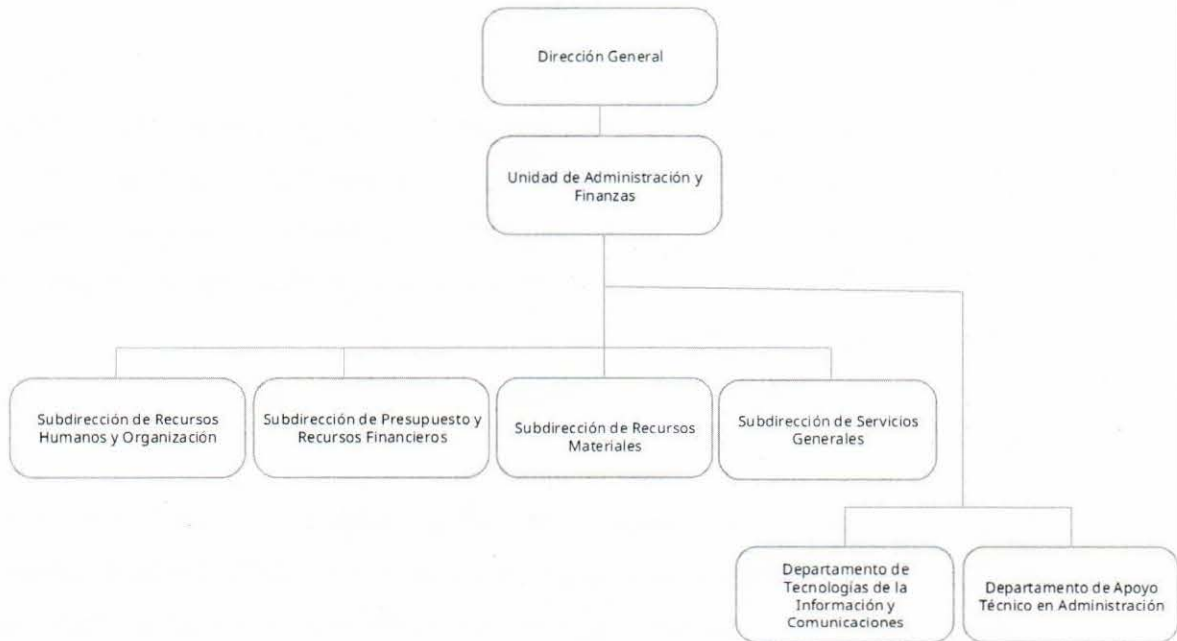 Dirección General
Unidad de Administración y
Finanzas
Subdirección de Recursos
Humanos y Organización
Subdirección de Presupuesto y
Recursos Financieros
Subdirección de Recursos
Materiales
Subdirección de Servicios
Generales
Departamento de
Tecnologías de la
Información y
Comunicaciones
Departamento de Apoyo
Técnico en Administración